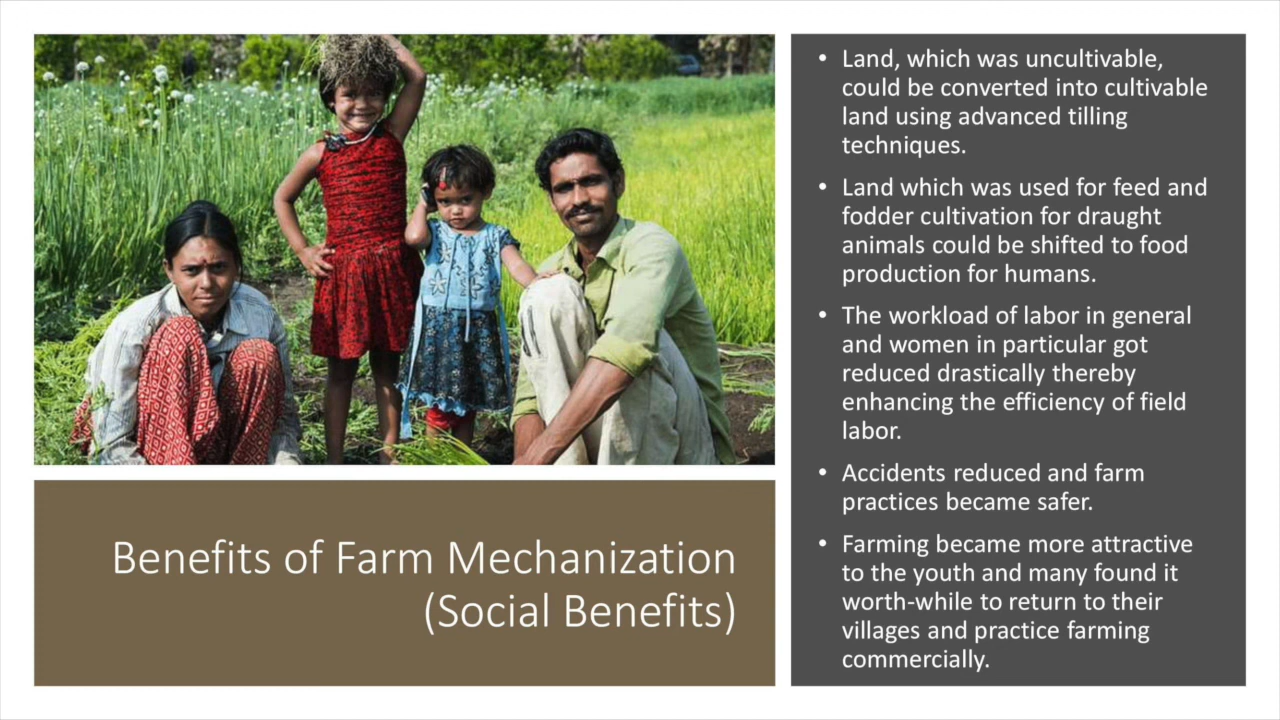 Benefits of Farm Mechanization
(Social Benefits)
• Land, which was uncultivable,
could be converted into cultivable
land using advanced tilling
techniques.
• Land which was used for feed and
fodder cultivation for draught
animals could be shifted to food
production for humans.
• The workload of labor in general
and women in particular got
reduced drastically thereby
enhancing the efficiency of field
labor.
• Accidents reduced and farm
practices became safer.
• Farming became more attractive
to the youth and many found it
worth-while to return to their
villages and practice farming
commercially.